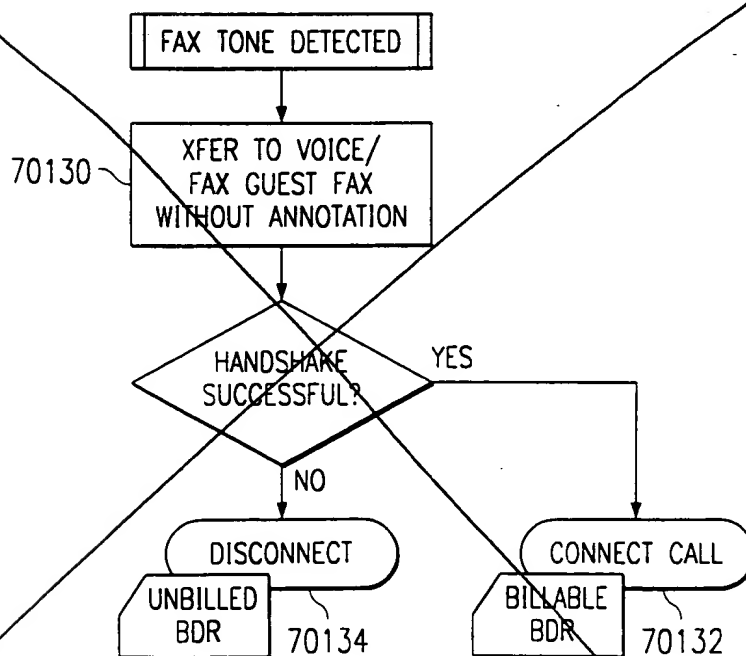 FAX TONE DETECTED
70130
XFER TO VOICE/
FAX GUEST FAX
WITHOUT ANNOTATION
HANDSHAKE
SUCCESSFUL?
YES
NO
DISCONNECT
CONNECT CALL
UNBILLED
BDR
70134
BILLABLE
BDR
70132